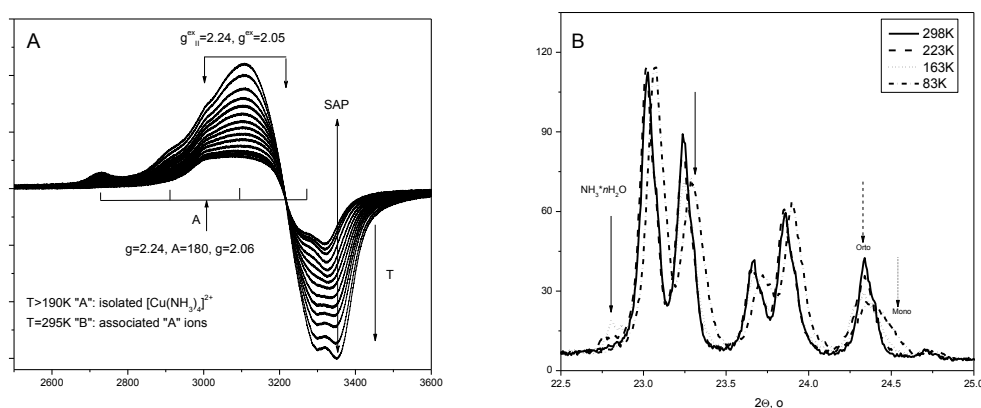 A
g^ex_II=2.24, g^ex=2.05
SAP
A
g=2.24, A=180, g=2.06
T
T>190K "A": isolated [Cu(NH3)4]2+
T=295K "B": associated "A" ions
2600 2800 3000 3200 3400 3600
B
298K
223K
163K
83K
120
90
60
30
0
NH3*nH2O
Orto
Mono
22.5 23.0 23.5 24.0 24.5 25.0
2Θ, o